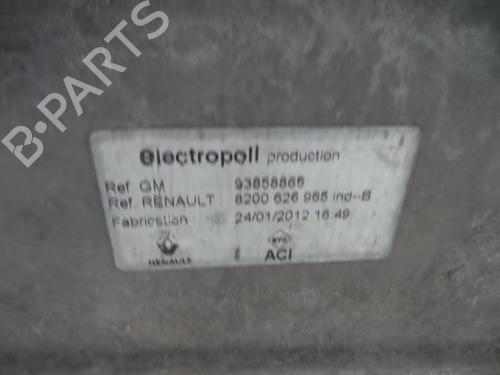 B-PARTS
electropoli production
Ref. GM : 93858865
Ref. RENAULT : 8200 626 965 ind--B
Fabrication 24/01/2012 16:49
RENAULT ACI